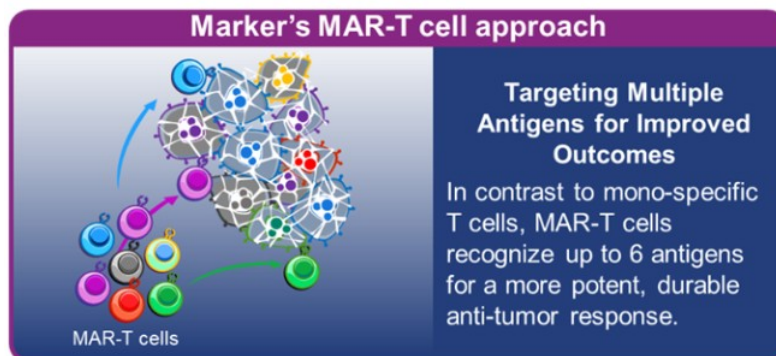 Marker's MAR-T cell approach
MAR-T cells
Targeting Multiple
Antigens for Improved
Outcomes
In contrast to mono-specific
T cells, MAR-T cells
recognize up to 6 antigens
for a more potent, durable
anti-tumor response.